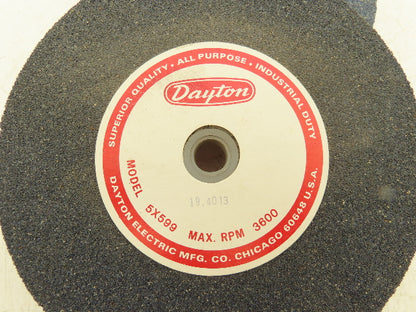 SUPERIOR QUALITY · ALL PURPOSE · INDUSTRIAL DUTY
Dayton
19,4013
MODEL 5X599 MAX. RPM 3600
DAYTON ELECTRIC MFG. CO. CHICAGO 60648 U.S.A.